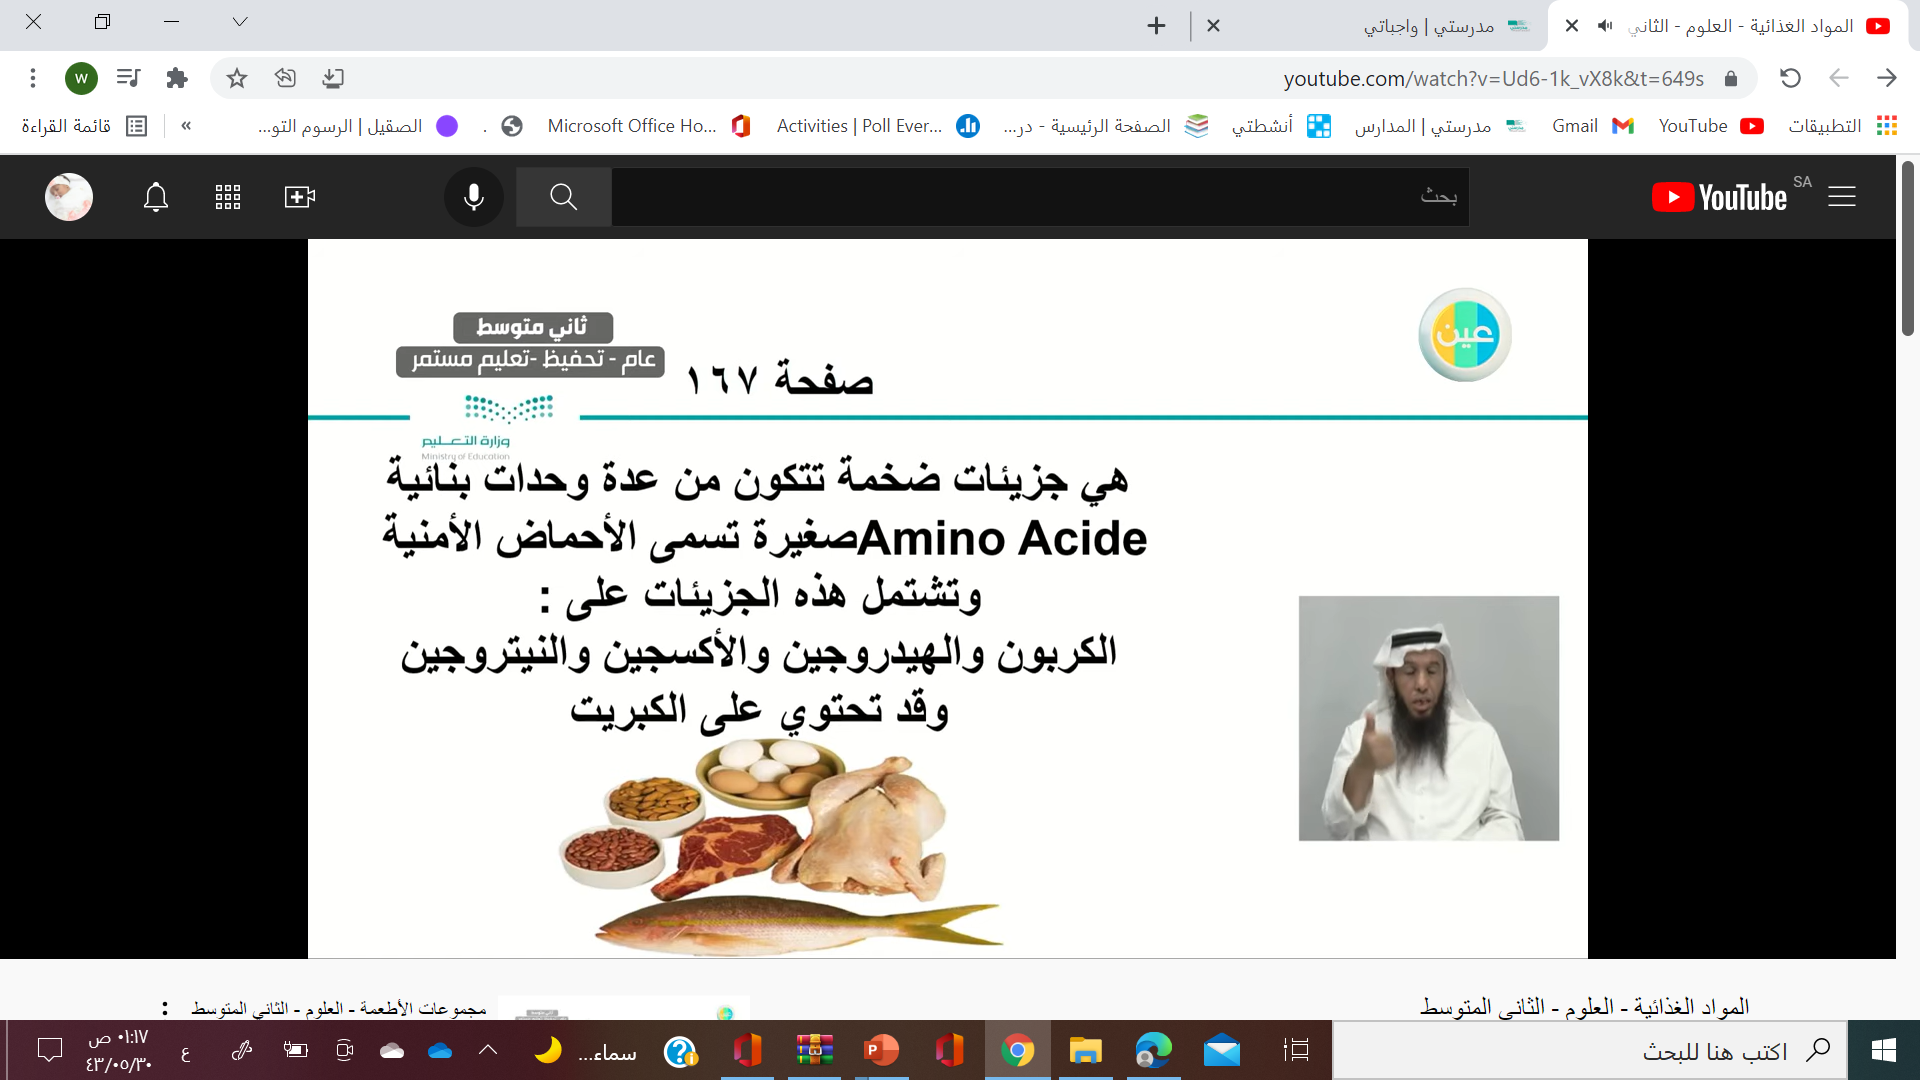 المواد الغذائية - العلوم - الثاني
مدرستي | واجباتي
youtube.com/watch?v=Ud6-1k_vX8k&t=649s
W
التطبيقات
YouTube
Gmail
مدرستي | المدارس
أنشطتي
الصفحة الرئيسية - در...
Activities | Poll Ever...
Microsoft Office Ho...
.
الصقيل | الرسوم التو...
»
قائمة القراءة
YouTube SA
بحث
عين
ثاني متوسط
عام - تحفيظ -تعليم مستمر
صفحة ١٦٧
وزارة التعـــليم
Ministry of Education
هي جزيئات ضخمة تتكون من عدة وحدات بنائية
صغيرة تسمى الأحماض الأمنية Amino Acide
وتشتمل هذه الجزيئات على :
الكربون والهيدروجين والأكسجين والنيتروجين
وقد تحتوي على الكبريت
المواد الغذائية - العلوم - الثاني المتوسط
مجموعات الأطعمة - العلوم - الثاني المتوسط
اكتب هنا للبحث
سماء...
ع
٠١:١٧ ص
٤٣/٠٥/٣٠